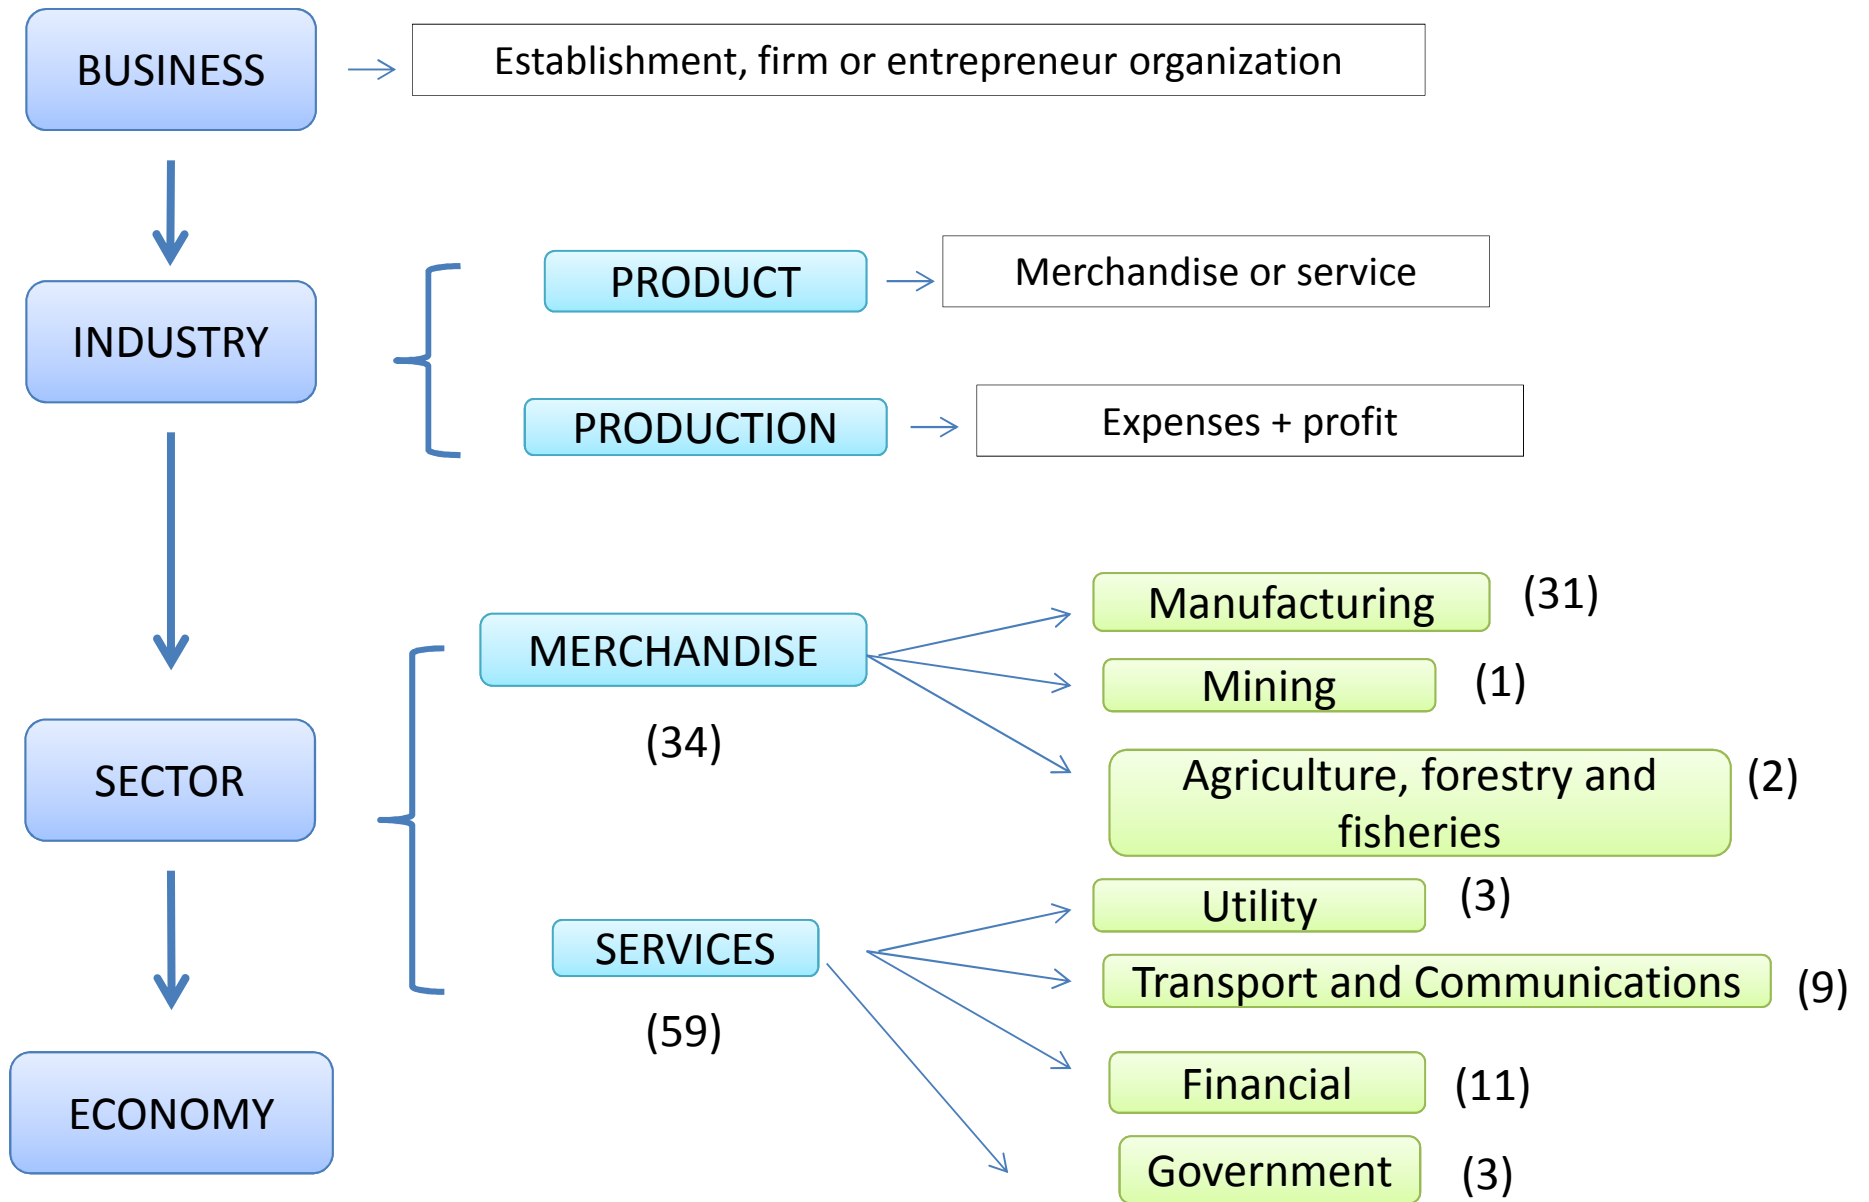 BUSINESS
Establishment, firm or entrepreneur organization
INDUSTRY
PRODUCT
Merchandise or service
PRODUCTION
Expenses + profit
SECTOR
MERCHANDISE
(34)
Manufacturing
(31)
Mining
(1)
Agriculture, forestry and
fisheries
(2)
SERVICES
(59)
Utility
(3)
Transport and Communications
(9)
Financial
(11)
Government
(3)
ECONOMY